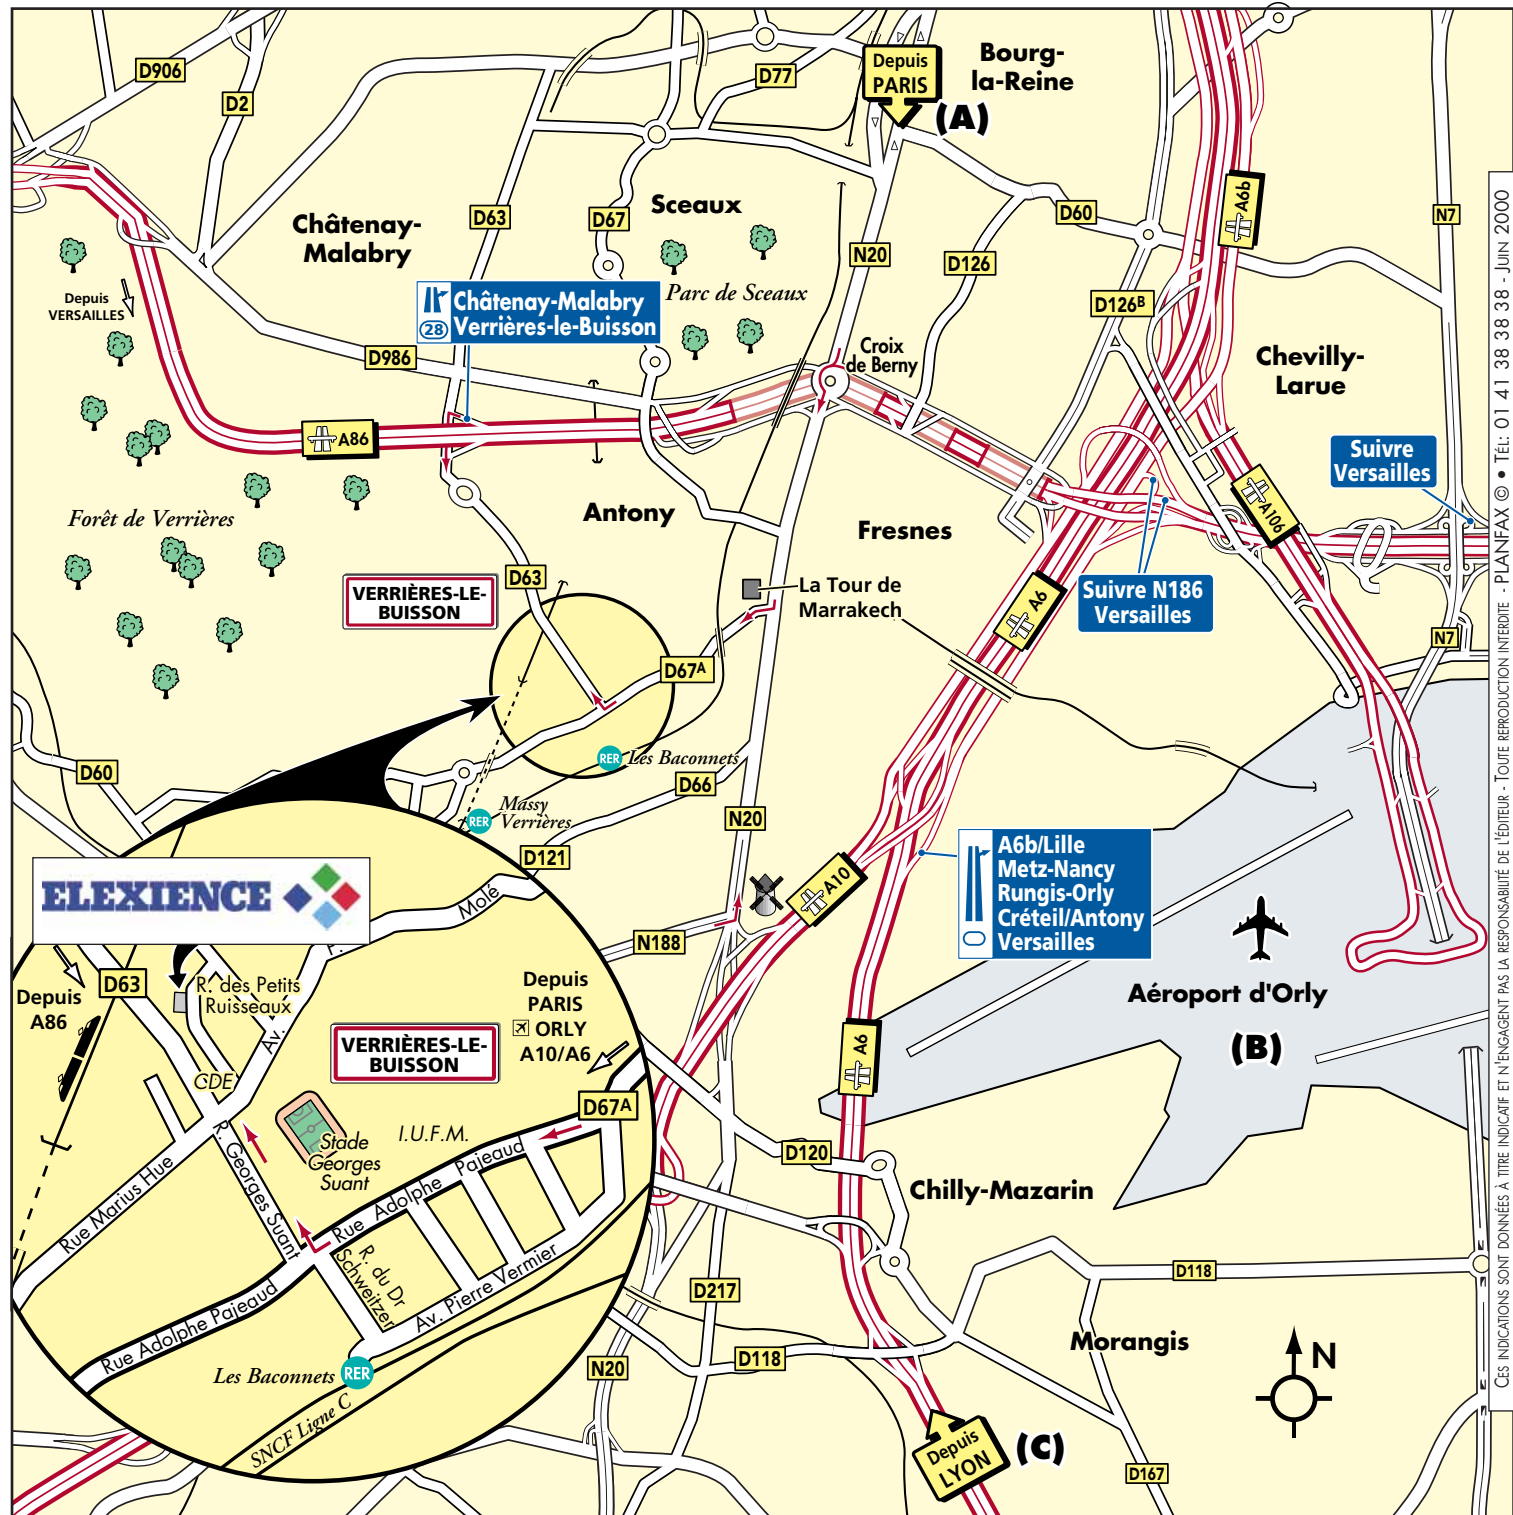 D906
D2
D77
Depuis
PARIS
(A)
Bourg-
la-Reine
A6b
N7
Châtenay-
Malabry
D63
D67
Sceaux
N20
D126
D60
D126B
Depuis
VERSAILLES
28
Châtenay-Malabry
Verrières-le-Buisson
Parc de Sceaux
D986
Croix
de Berny
Chevilly-
Larue
A86
Suivre
Versailles
Forêt de Verrières
Antony
Fresnes
A106
D63
VERRIÈRES-LE-
BUISSON
La Tour de
Marrakech
A6
Suivre N186
Versailles
N7
D67A
D60
RER
Les Baconnets
D66
RER
Massy
Verrières
N20
D121
A10
A6b/Lille
Metz-Nancy
Rungis-Orly
Créteil/Antony
Versailles
ELEXIENCE
Molé
N188
Aéroport d'Orly
(B)
D63
Depuis
A86
R. des Petits
Ruisseaux
Av.
F.
Depuis
PARIS
ORLY
A10/A6
VERRIÈRES-LE-
BUISSON
A6
CDE
D67A
Stade
Georges
Suant
I.U.F.M.
R. Georges Suant
Rue Marius Hue
Rue Adolphe Pajeaud
R. du Dr
Schweitzer
Av. Pierre Vermier
Rue Adolphe Pajeaud
Les Baconnets
RER
SNCF Ligne C
D120
Chilly-Mazarin
D217
D118
N20
D118
Morangis
N
Depuis
LYON
(C)
D167
CES INDICATIONS SONT DONNÉES À TITRE INDICATIF ET N'ENGAGENT PAS LA RESPONSABILITÉ DE L'ÉDITEUR - TOUTE REPRODUCTION INTERDITE - PLANFAX © • TÉL: 01 41 38 38 38 - JUIN 2000